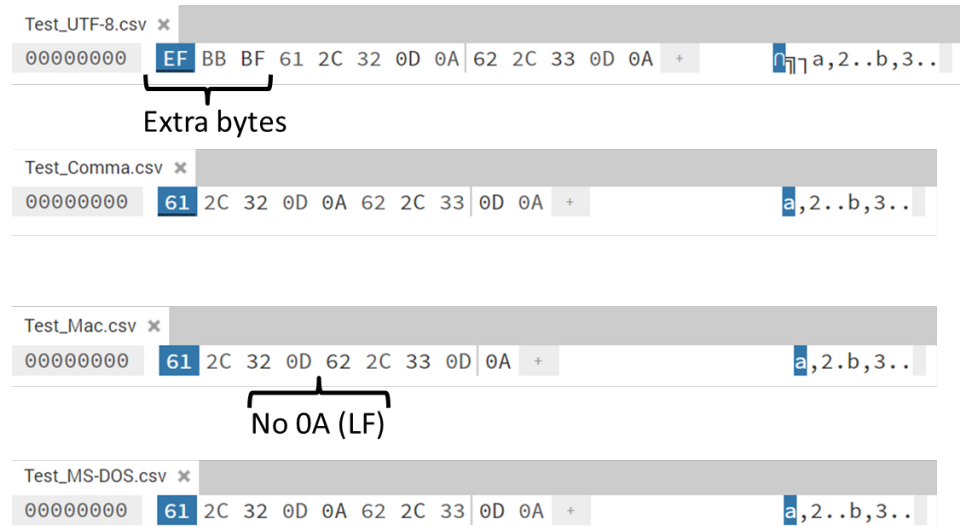 Test_UTF-8.csv ×
00000000 EF BB BF 61 2C 32 0D 0A 62 2C 33 0D 0A + ∩╗┐a,2..b,3..
Extra bytes
Test_Comma.csv ×
00000000 61 2C 32 0D 0A 62 2C 33 0D 0A + a,2..b,3..
Test_Mac.csv ×
00000000 61 2C 32 0D 62 2C 33 0D 0A + a,2.b,3..
No 0A (LF)
Test_MS-DOS.csv ×
00000000 61 2C 32 0D 0A 62 2C 33 0D 0A + a,2..b,3..